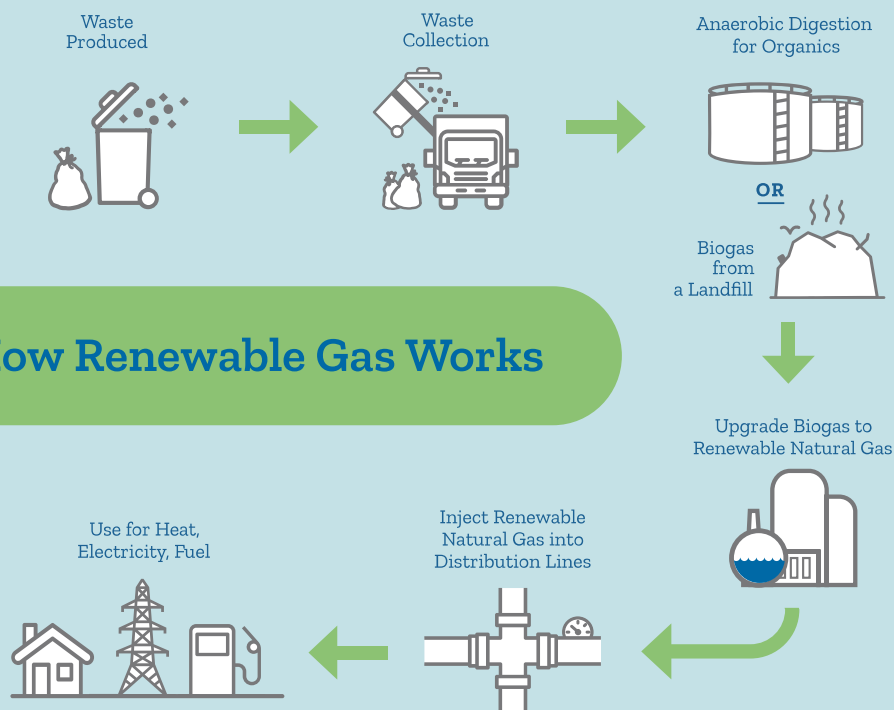 Waste
Produced
Waste
Collection
Anaerobic Digestion
for Organics
OR
Biogas
from
a Landfill
Renewable Gas Works
Upgrade Biogas to
Renewable Natural Gas
Inject Renewable
Natural Gas into
Distribution Lines
Use for Heat,
Electricity, Fuel